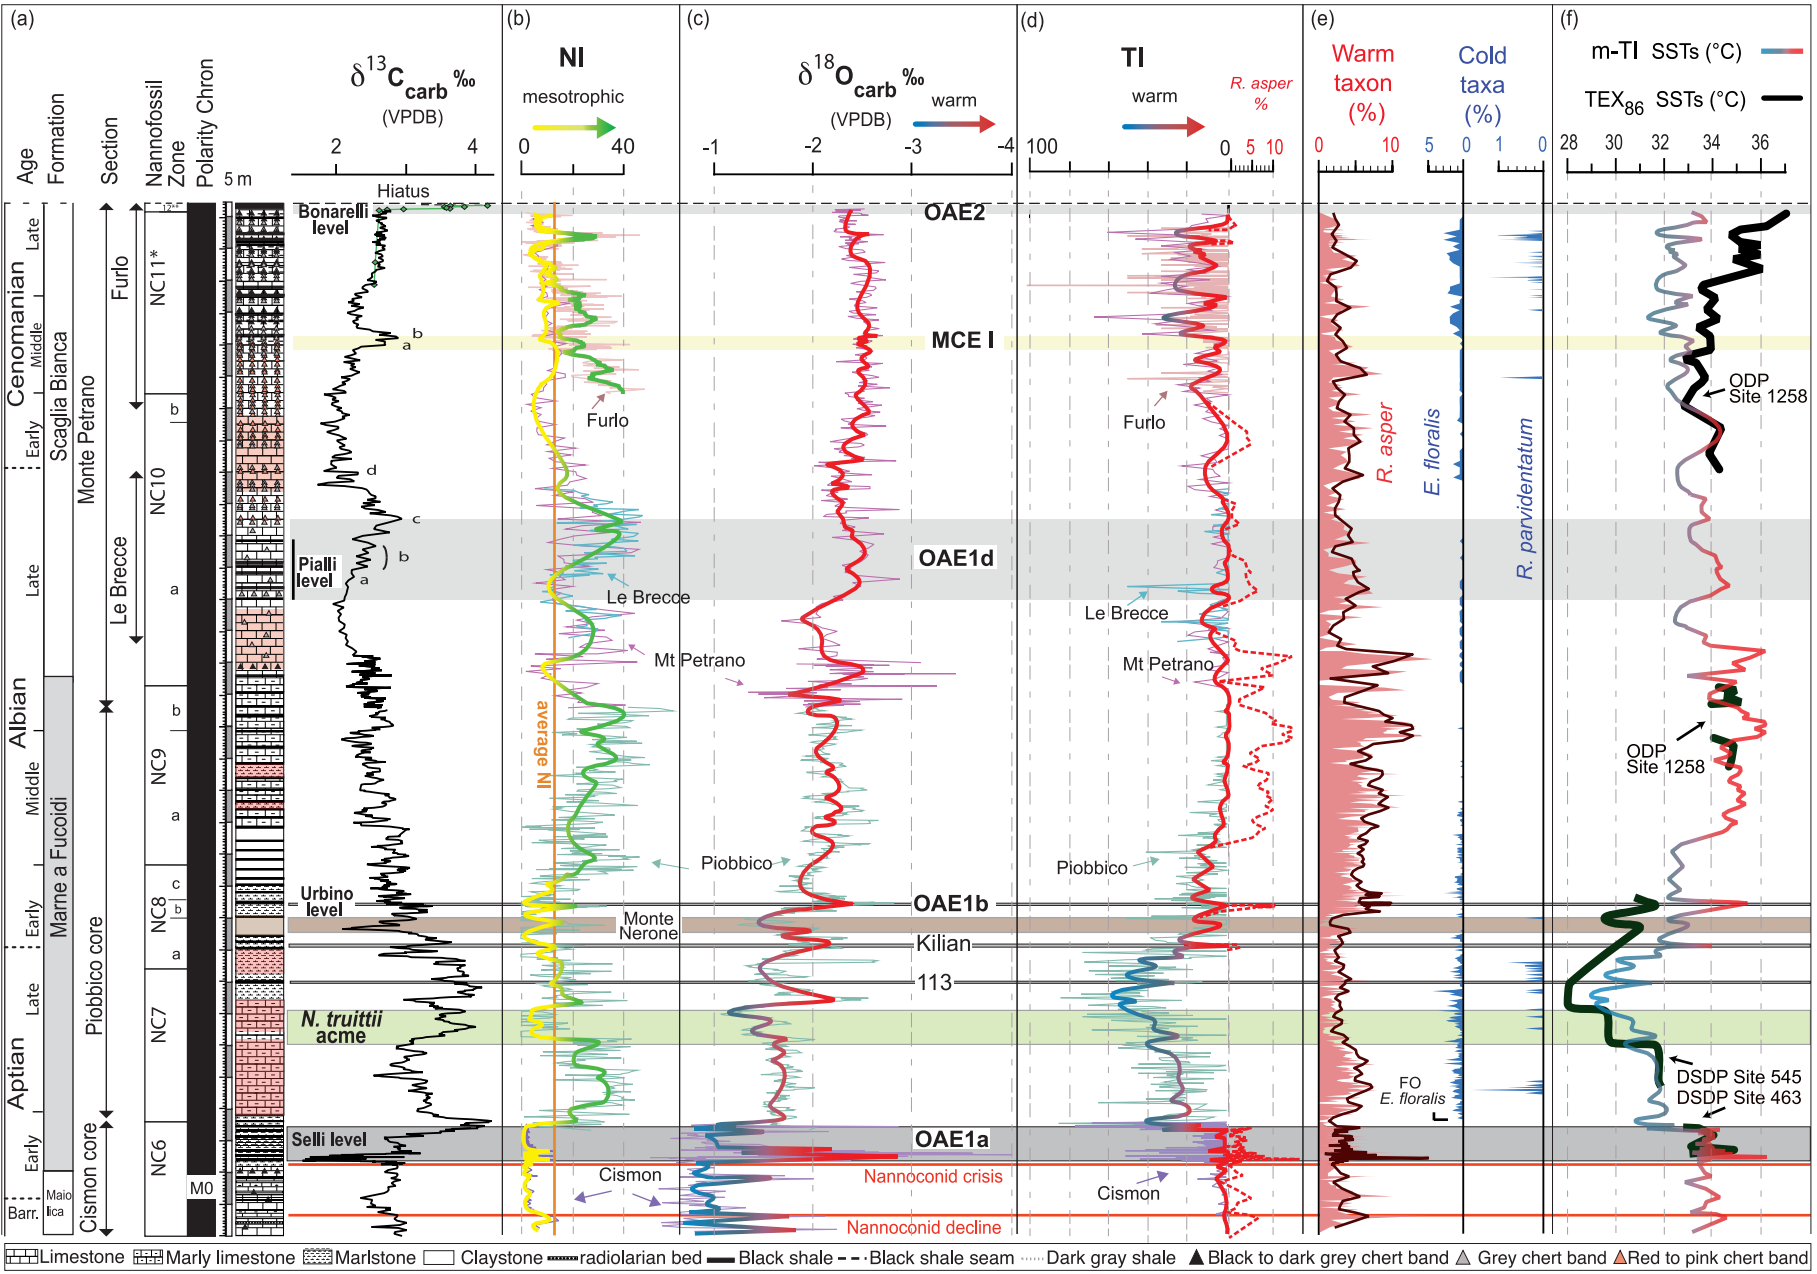 (a)
(b)
(c)
(d)
(e)
(f)
Age
Formation
Section
Nannofossil
Zone
Polarity Chron
5 m
δ13Ccarb ‰
(VPDB)
2
3
4
NI
mesotrophic
0
20
40
δ18Ocarb ‰
(VPDB)
warm
-1
-2
-3
-4
TI
warm
R. asper
%
100
0
5
10
Warm
taxon
(%)
0
10
Cold
taxa
(%)
5
0
1
0
m-TI SSTs (°C)
TEX86 SSTs (°C)
28
30
32
34
36
Hiatus
Bonarelli
level
OAE2
Late
Middle
Early
Cenomanian
Late
Middle
Early
Albian
Late
Early
Aptian
Barr.
Scaglia Bianca
Marne a Fucoidi
Maio
lica
Furlo
Monte Petrano
Le Brecce
Piobbico core
Cismon core
12**
NC11*
b
NC10
a
b
NC9
a
c
NC8
b
a
NC7
NC6
M0
b
a
MCE I
d
c
b
a
Pialli
level
OAE1d
Furlo
Furlo
Le Brecce
Le Brecce
Mt Petrano
Mt Petrano
average NI
Piobbico
Piobbico
Urbino
level
OAE1b
Monte
Nerone
Kilian
113
N. truittii
acme
Selli level
OAE1a
Cismon
Cismon
Nannoconid crisis
Nannoconid decline
R. asper
E. floralis
R. parvidentatum
FO
E. floralis
ODP
Site 1258
ODP
Site 1258
DSDP Site 545
DSDP Site 463
Limestone Marly limestone Marlstone Claystone radiolarian bed Black shale Black shale seam Dark gray shale Black to dark grey chert band Grey chert band Red to pink chert band